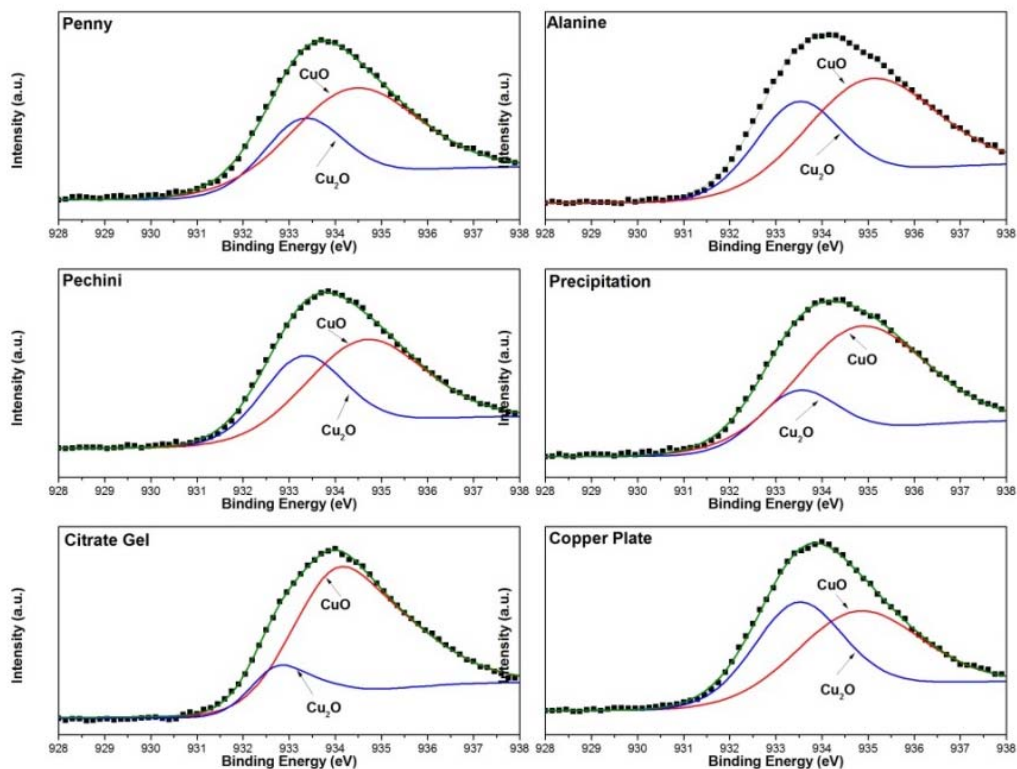 Penny
Intensity (a.u.)
CuO
Cu₂O
928 929 930 931 932 933 934 935 936 937 938
Binding Energy (eV)
Alanine
Intensity (a.u.)
CuO
Cu₂O
928 929 930 931 932 933 934 935 936 937 938
Binding Energy (eV)
Pechini
Intensity (a.u.)
CuO
Cu₂O
928 929 930 931 932 933 934 935 936 937 938
Binding Energy (eV)
Precipitation
Intensity (a.u.)
CuO
Cu₂O
928 929 930 931 932 933 934 935 936 937 938
Binding Energy (eV)
Citrate Gel
Intensity (a.u.)
CuO
Cu₂O
928 929 930 931 932 933 934 935 936 937 938
Binding Energy (eV)
Copper Plate
Intensity (a.u.)
CuO
Cu₂O
928 929 930 931 932 933 934 935 936 937 938
Binding Energy (eV)